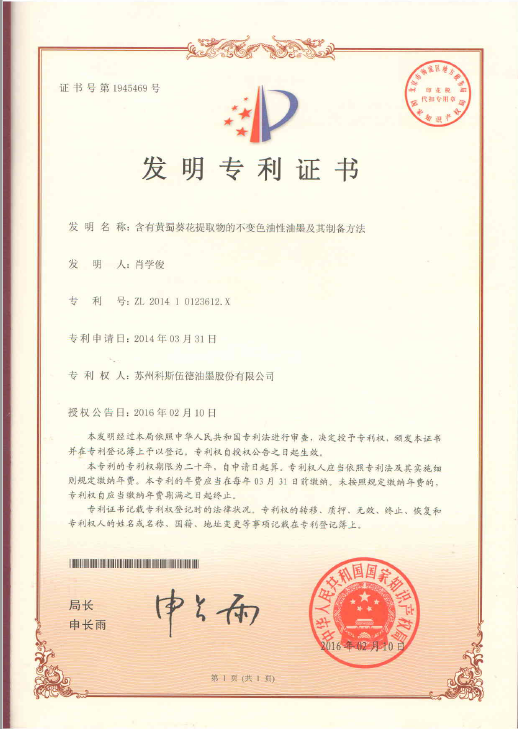 证书号第1945469号
发明专利证书
发 明 名 称：含有黄蜀葵花提取物的不变色油性油墨及其制备方法
发 明 人：肖学俊
专 利 号：ZL 2014 1 0123612.X
专利申请日：2014年03月31日
专 利 权 人：苏州科斯伍德油墨股份有限公司
授权公告日：2016年02月10日
本发明经过本局依照中华人民共和国专利法进行审查，决定授予专利权，颁发本证书
并在专利登记簿上予以登记。专利权自授权公告之日起生效。
本专利的专利权期限为二十年，自申请日起算。专利权人应当依照专利法及其实施细
则规定缴纳年费。本专利的年费应当在每年03月31日前缴纳。未按照规定缴纳年费的，
专利权自应当缴纳年费期满之日起终止。
专利证书记载专利权登记时的法律状况。专利权的转移、质押、无效、终止、恢复和
专利权人的姓名或名称、国籍、地址变更等事项记载在专利登记簿上。
局长
申长雨
申长雨
中华人民共和国国家知识产权局
2016年02月10日
第1页(共1页)